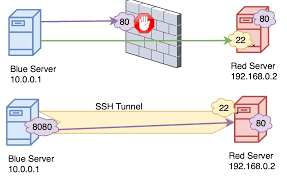 80
80
22
Blue Server
10.0.0.1
Red Server
192.168.0.2
SSH Tunnel
22
80
8080
Blue Server
10.0.0.1
Red Server
192.168.0.2